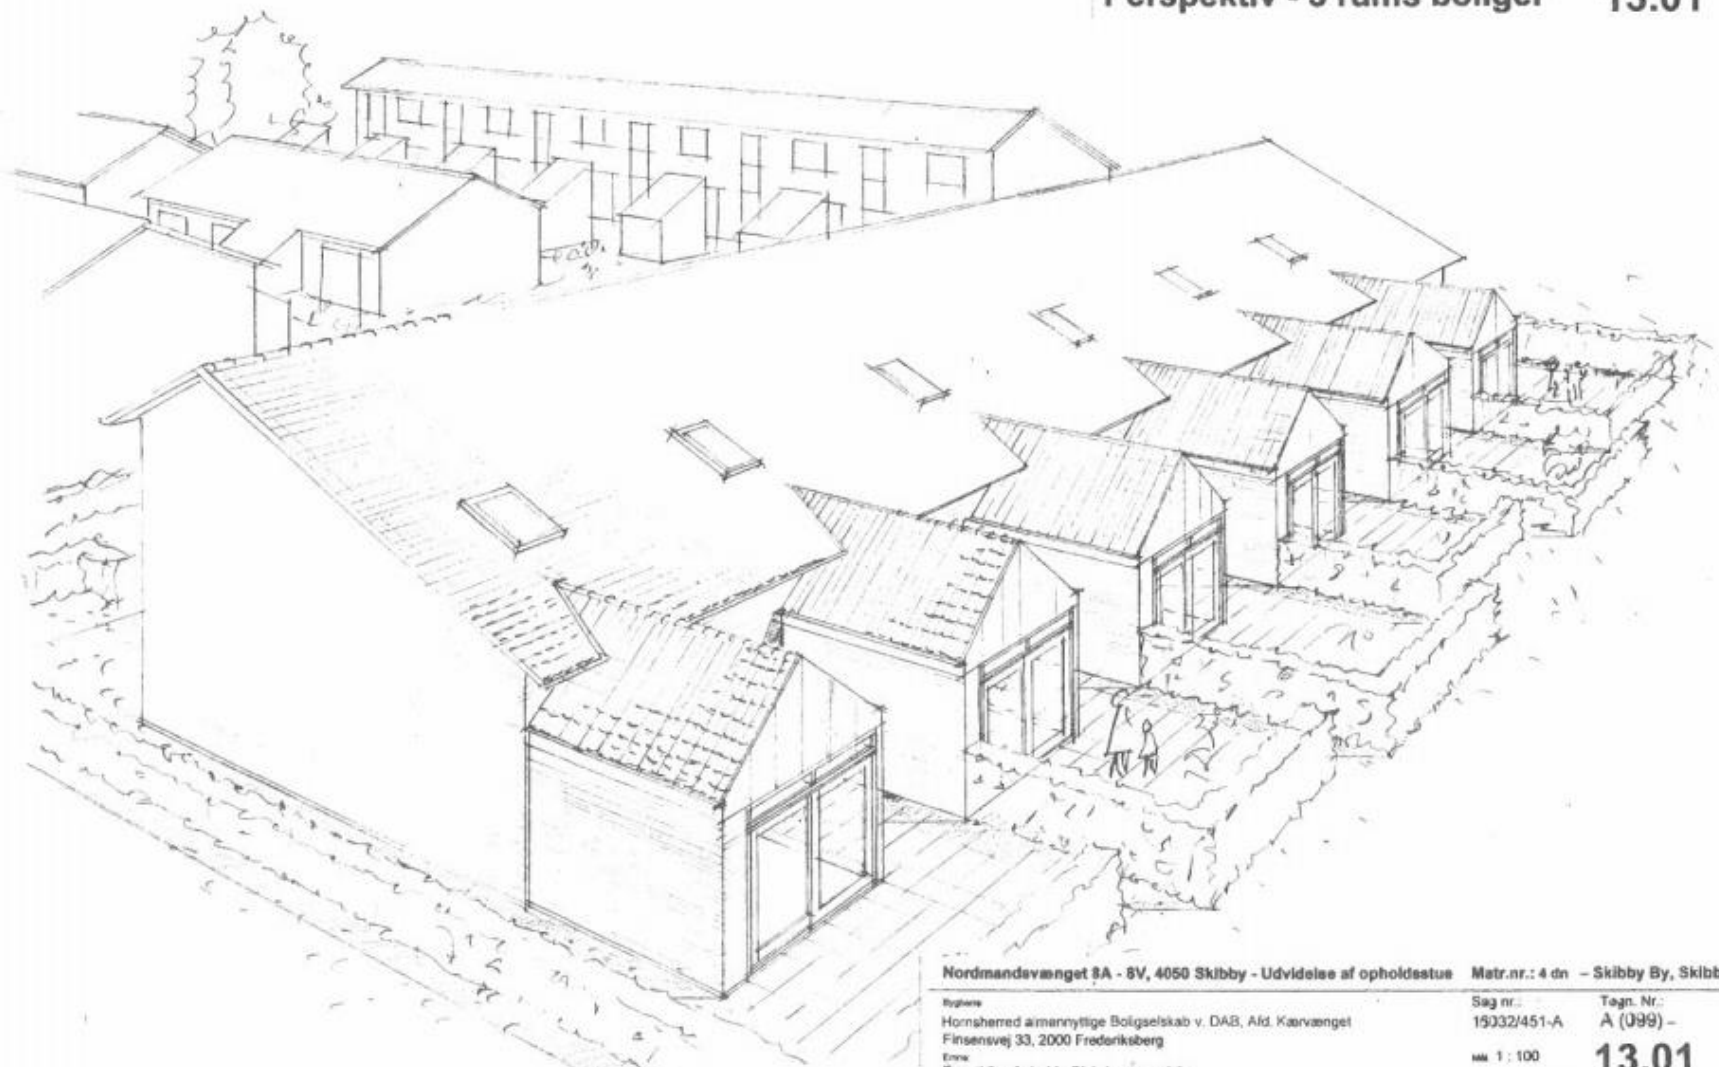 Perspektiv - 3 rums boliger 13.01
Nordmandsvænget 8A - 8V, 4050 Skibby - Udvidelse af opholdsstue Matr.nr.: 4 dn – Skibby By, Skibb
Bygherre Sag nr.: Tegn. Nr.:
Hornsherred almennyttige Boligselskab v. DAB, Afd. Kærvænget 15032/451-A A (099) –
Finsensvej 33, 2000 Frederiksberg
Emne Mål 1 : 100 13.01